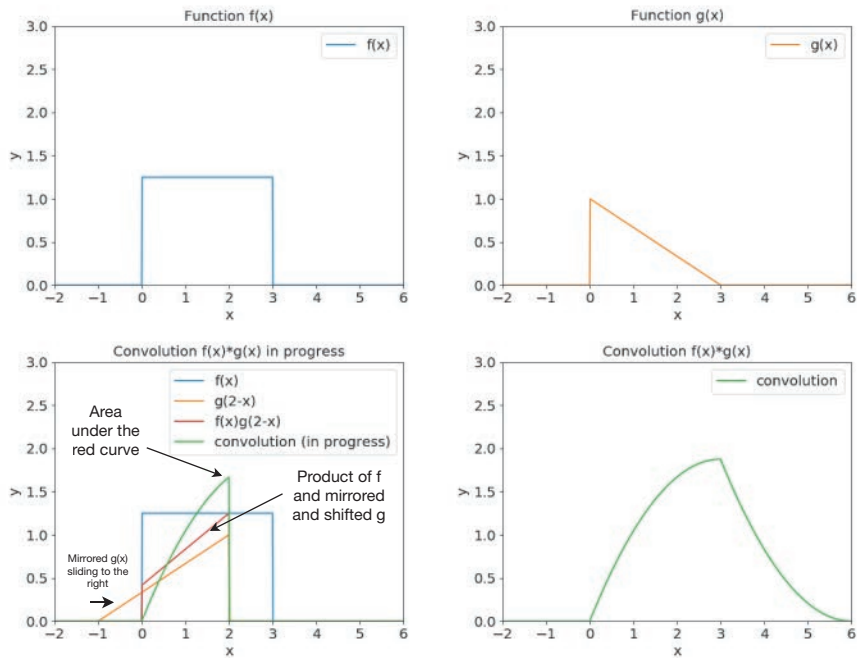 Function f(x)
f(x)
3.0
2.5
2.0
1.5
1.0
0.5
0.0
y
−2 −1 0 1 2 3 4 5 6
x
Function g(x)
g(x)
3.0
2.5
2.0
1.5
1.0
0.5
0.0
y
−2 −1 0 1 2 3 4 5 6
x
Convolution f(x)*g(x) in progress
f(x)
g(2-x)
f(x)g(2-x)
convolution (in progress)
Area
under the
red curve
Product of f
and mirrored
and shifted g
Mirrored g(x)
sliding to the
right
3.0
2.5
2.0
1.5
1.0
0.5
0.0
y
−2 −1 0 1 2 3 4 5 6
x
Convolution f(x)*g(x)
convolution
3.0
2.5
2.0
1.5
1.0
0.5
0.0
y
−2 −1 0 1 2 3 4 5 6
x